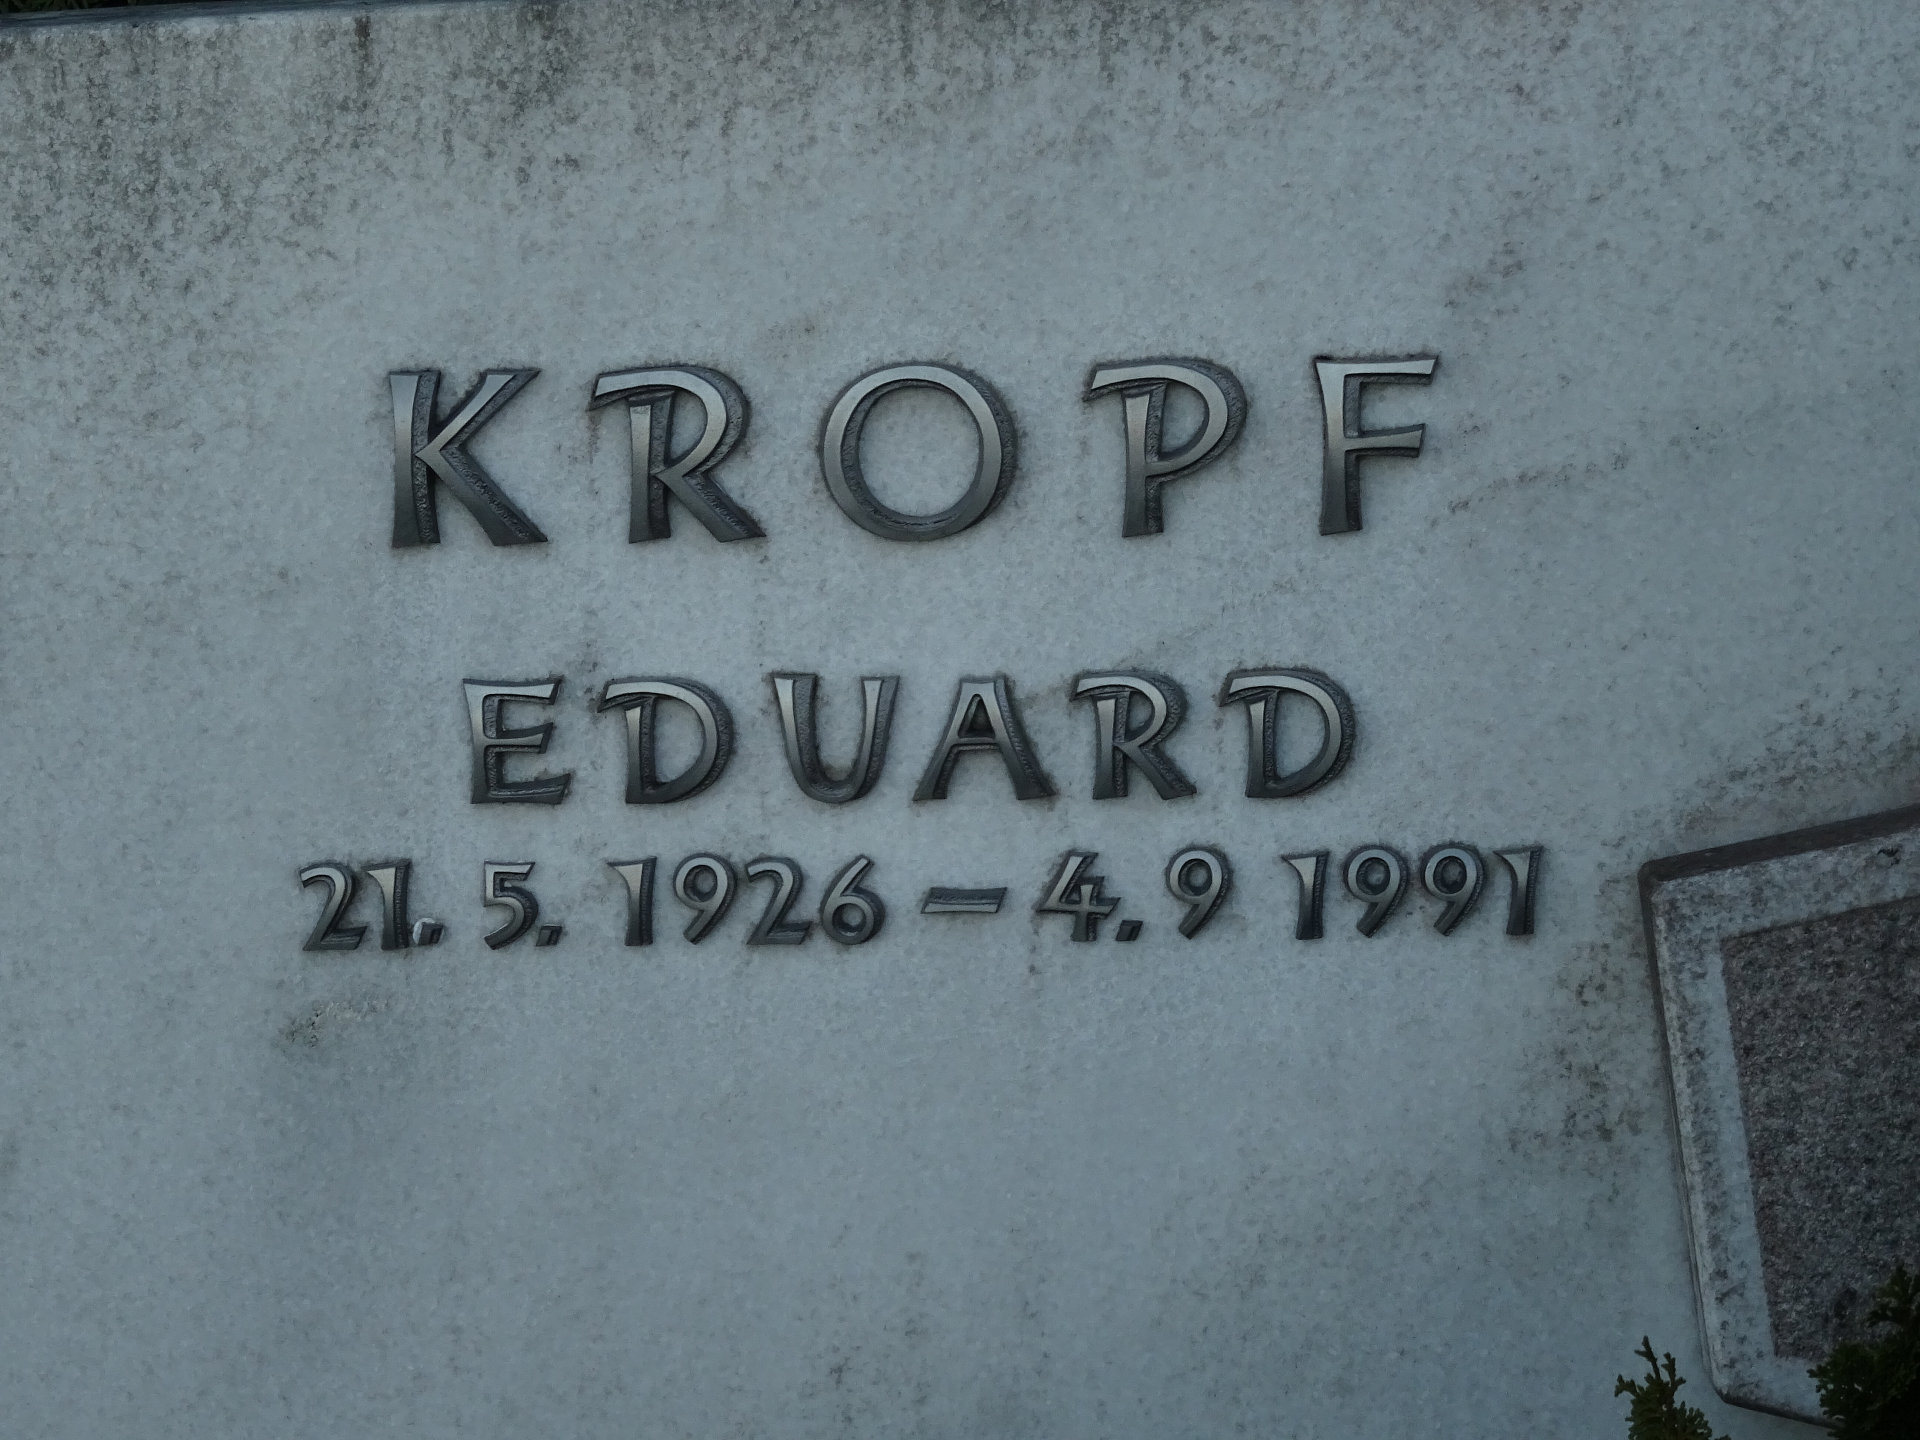 KROPF
EDUARD
21. 5. 1926 – 4. 9 1991